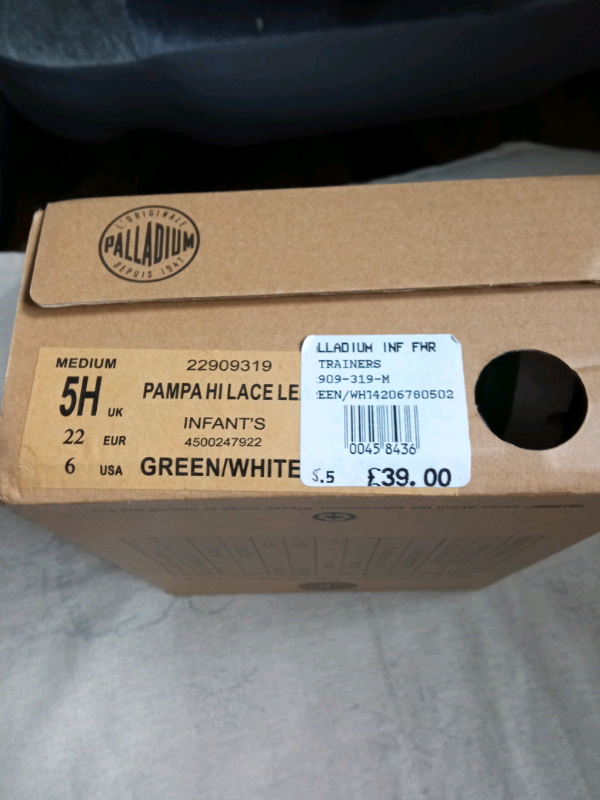 L'ORIGINALE
PALLADIUM
DEPUIS 1947
MEDIUM
5H UK
22 EUR
6 USA
22909319
PAMPA HI LACE LE
INFANT'S
4500247922
GREEN/WHITE
LLADIUM INF FHR
TRAINERS
909-319-M
EEN/WH14206780502
0045 8436
5.5 £39.00